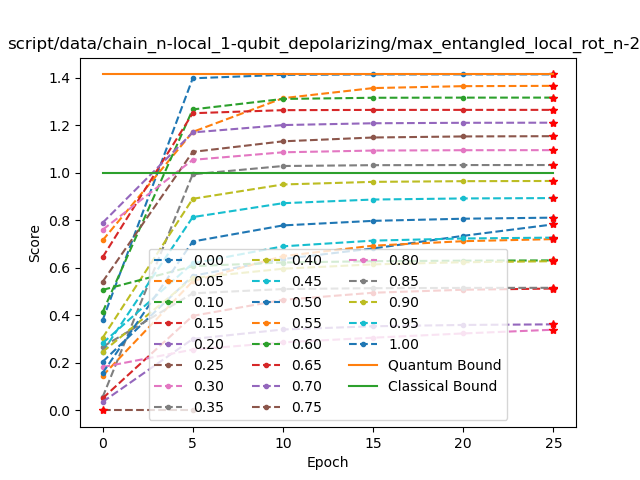 script/data/chain_n-local_1-qubit_depolarizing/max_entangled_local_rot_n-2
Score
1.4
1.2
1.0
0.8
0.6
0.4
0.2
0.0
0 5 10 15 20 25
Epoch
0.00 0.40 0.80
0.05 0.45 0.85
0.10 0.50 0.90
0.15 0.55 0.95
0.20 0.60 1.00
0.25 0.65 Quantum Bound
0.30 0.70 Classical Bound
0.35 0.75